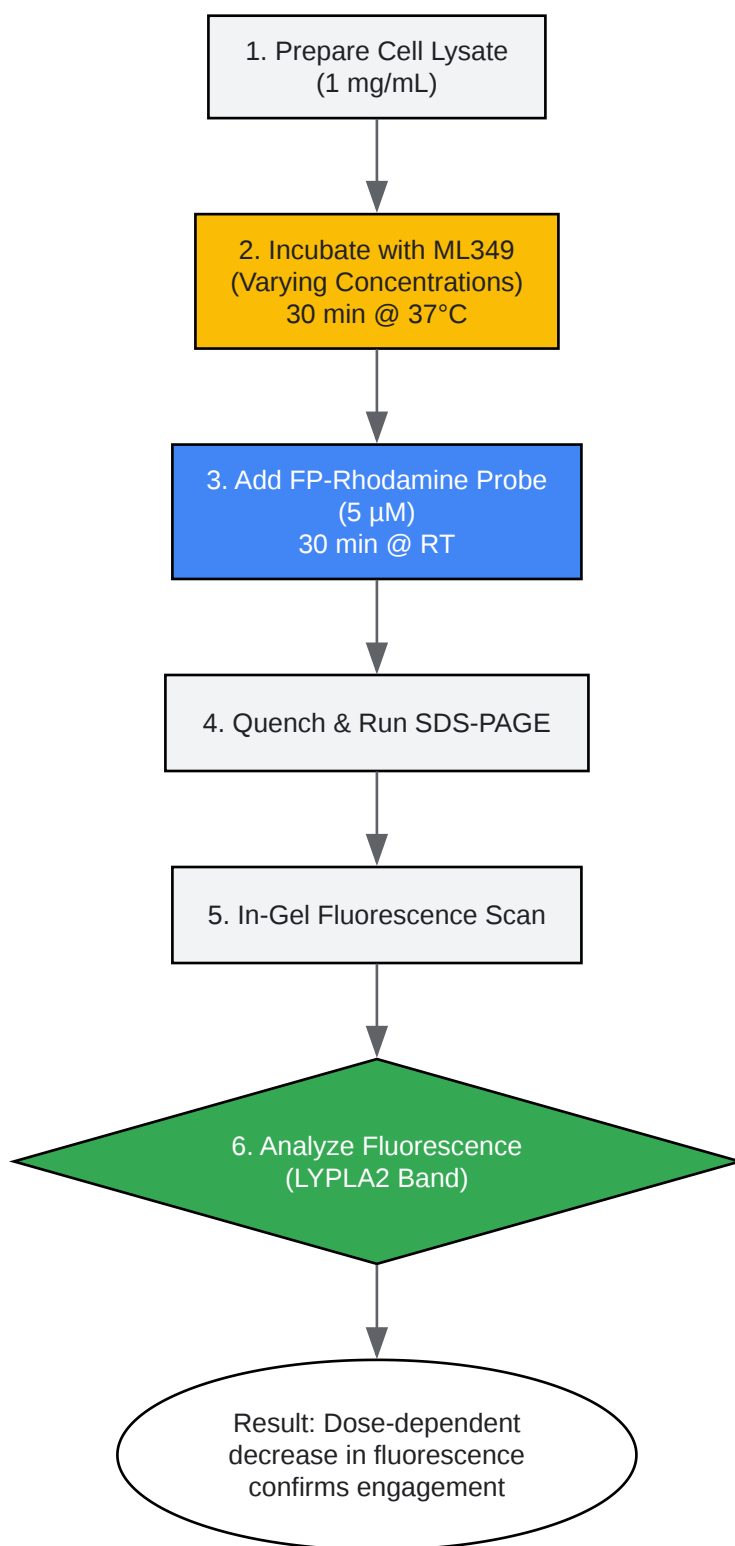 1. Prepare Cell Lysate
(1 mg/mL)
2. Incubate with ML349
(Varying Concentrations)
30 min @ 37°C
3. Add FP-Rhodamine Probe
(5 µM)
30 min @ RT
4. Quench & Run SDS-PAGE
5. In-Gel Fluorescence Scan
6. Analyze Fluorescence
(LYPLA2 Band)
Result: Dose-dependent
decrease in fluorescence
confirms engagement